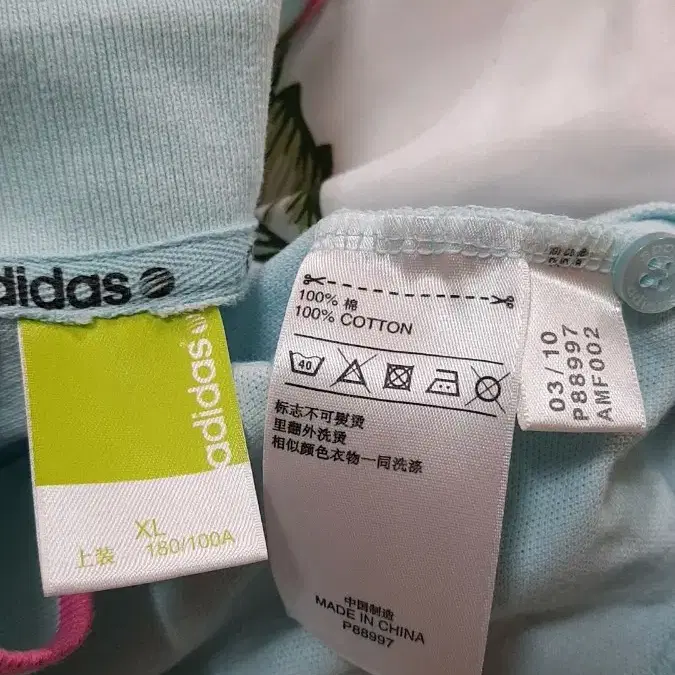 adidas
adidas
XL
上装 180/100A
100% 棉
100% COTTON
40
标志不可熨烫
里翻外洗烫
相似颜色衣物一同洗涤
中国制造
MADE IN CHINA
P88997
03/10
P88997
AMF002